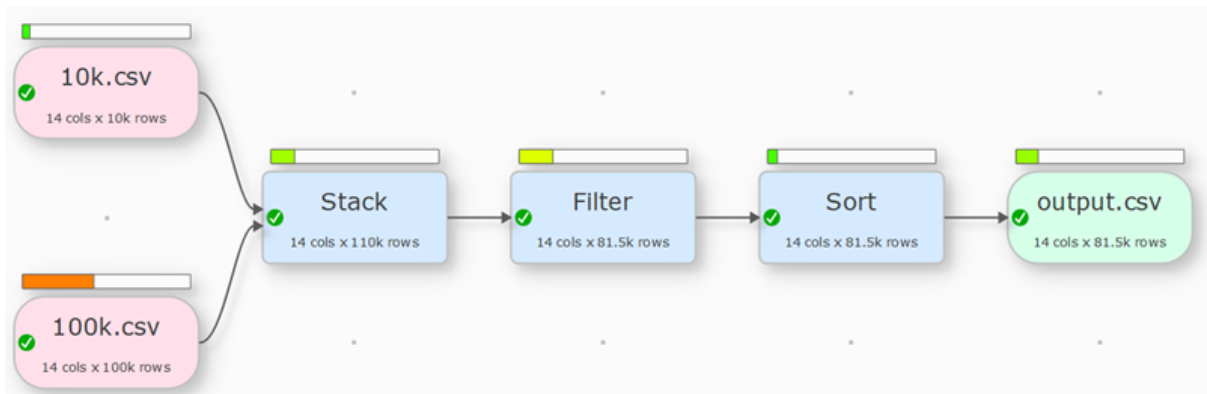 10k.csv
14 cols x 10k rows
100k.csv
14 cols x 100k rows
Stack
14 cols x 110k rows
Filter
14 cols x 81.5k rows
Sort
14 cols x 81.5k rows
output.csv
14 cols x 81.5k rows